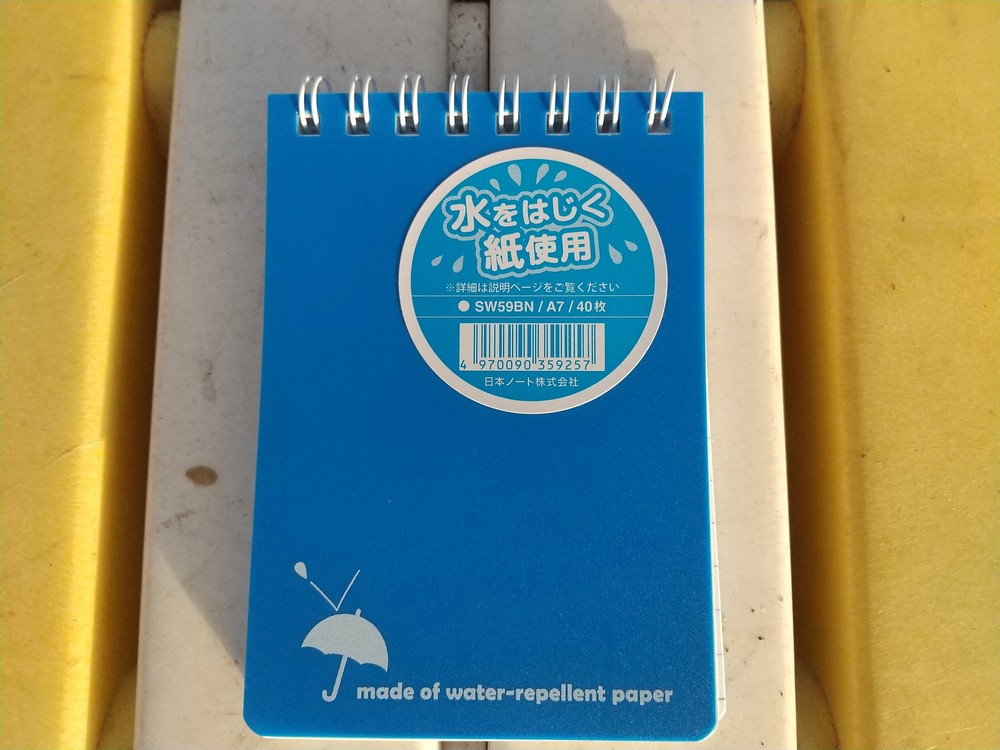 水をはじく
紙使用
※詳細は説明ページをご覧ください
● SW59BN / A7 / 40枚
4 970090 359257
日本ノート株式会社
made of water-repellent paper